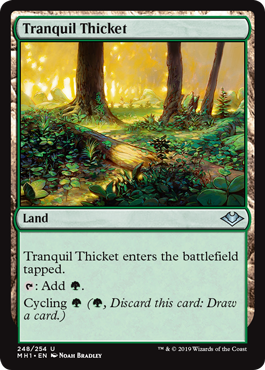 Tranquil Thicket
Land
Tranquil Thicket enters the battlefield
tapped.
: Add .
Cycling  (, Discard this card: Draw
a card.)
248/254 U
MH1 • EN Noah Bradley
™ & © 2019 Wizards of the Coast